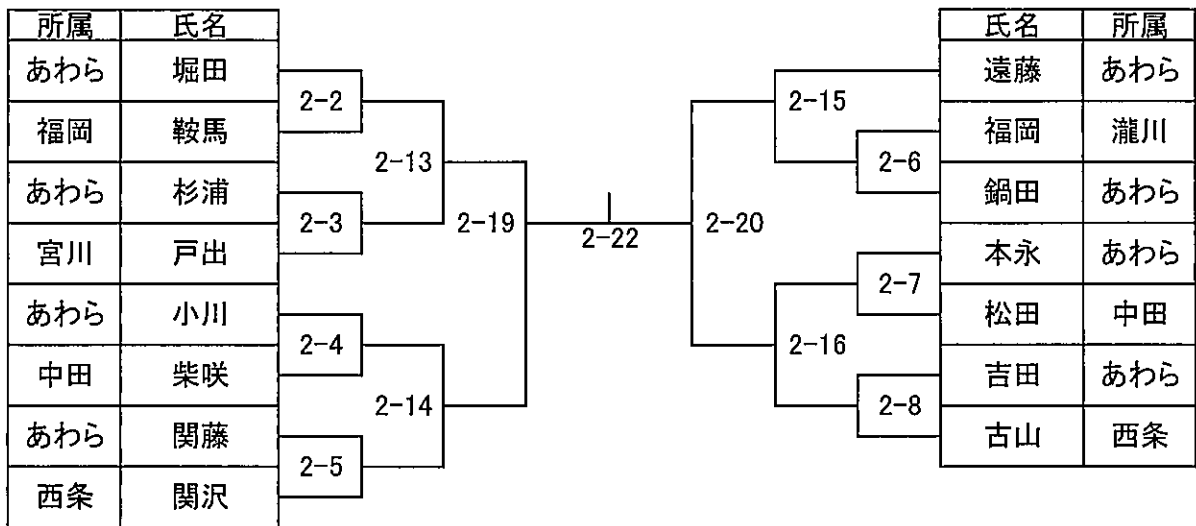 所属 氏名
あわら 堀田
福岡 鞍馬
あわら 杉浦
宮川 戸出
あわら 小川
中田 柴咲
あわら 関藤
西条 関沢
2-2
2-3
2-4
2-5
2-13
2-14
2-19
2-22
2-20
2-15
2-16
2-6
2-7
2-8
氏名 所属
遠藤 あわら
福岡 瀧川
鍋田 あわら
本永 あわら
松田 中田
吉田 あわら
古山 西条